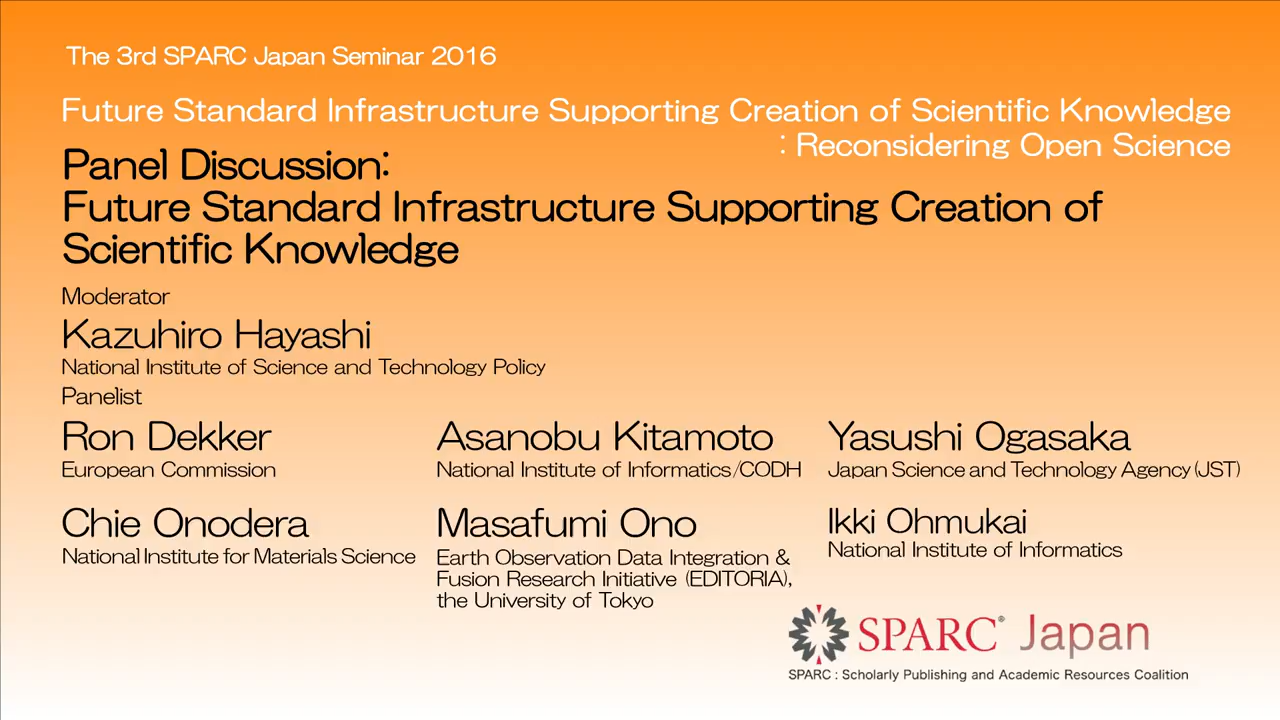 The 3rd SPARC Japan Seminar 2016
Future Standard Infrastructure Supporting Creation of Scientific Knowledge
: Reconsidering Open Science
Panel Discussion:
Future Standard Infrastructure Supporting Creation of
Scientific Knowledge
Moderator
Kazuhiro Hayashi
National Institute of Science and Technology Policy
Panelist
Ron Dekker
European Commission
Asanobu Kitamoto
National Institute of Informatics/CODH
Yasushi Ogasaka
Japan Science and Technology Agency (JST)
Chie Onodera
National Institute for Materials Science
Masafumi Ono
Earth Observation Data Integration &
Fusion Research Initiative (EDITORIA),
the University of Tokyo
Ikki Ohmukai
National Institute of Informatics
SPARC® Japan
SPARC : Scholarly Publishing and Academic Resources Coalition